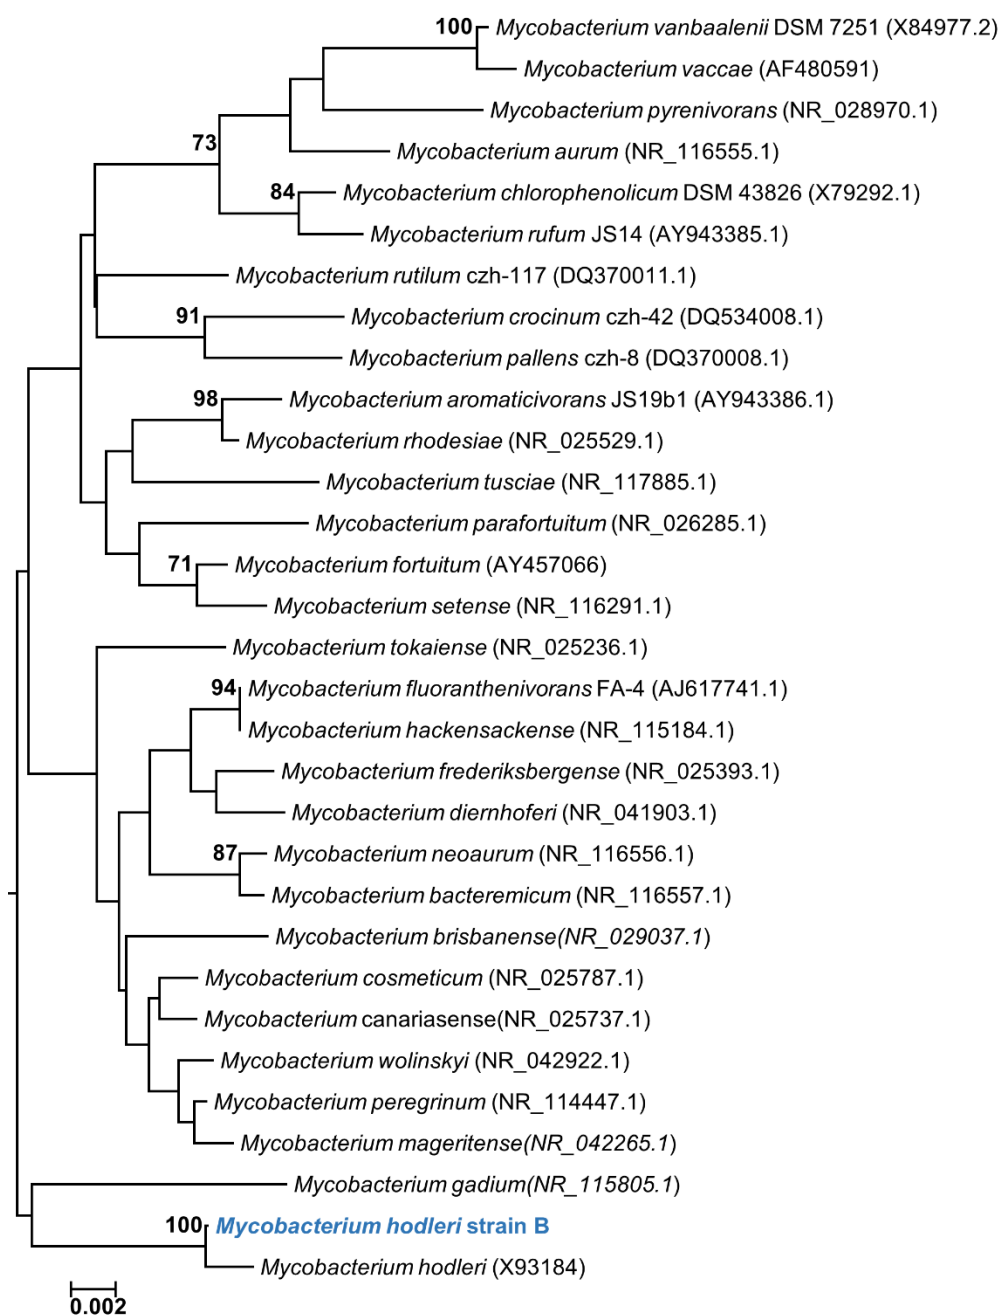 100 Mycobacterium vanbaalenii DSM 7251 (X84977.2)
Mycobacterium vaccae (AF480591)
Mycobacterium pyrenivorans (NR_028970.1)
73
Mycobacterium aurum (NR_116555.1)
84 Mycobacterium chlorophenolicum DSM 43826 (X79292.1)
Mycobacterium rufum JS14 (AY943385.1)
Mycobacterium rutilum czh-117 (DQ370011.1)
91 Mycobacterium crocinum czh-42 (DQ534008.1)
Mycobacterium pallens czh-8 (DQ370008.1)
98 Mycobacterium aromaticivorans JS19b1 (AY943386.1)
Mycobacterium rhodesiae (NR_025529.1)
Mycobacterium tusciae (NR_117885.1)
Mycobacterium parafortuitum (NR_026285.1)
71 Mycobacterium fortuitum (AY457066)
Mycobacterium setense (NR_116291.1)
Mycobacterium tokaiense (NR_025236.1)
94 Mycobacterium fluoranthenivorans FA-4 (AJ617741.1)
Mycobacterium hackensackense (NR_115184.1)
Mycobacterium frederiksbergense (NR_025393.1)
Mycobacterium diernhoferi (NR_041903.1)
87 Mycobacterium neoaurum (NR_116556.1)
Mycobacterium bacteremicum (NR_116557.1)
Mycobacterium brisbanense(NR_029037.1)
Mycobacterium cosmeticum (NR_025787.1)
Mycobacterium canariasense(NR_025737.1)
Mycobacterium wolinskyi (NR_042922.1)
Mycobacterium peregrinum (NR_114447.1)
Mycobacterium mageritense(NR_042265.1)
Mycobacterium gadium(NR_115805.1)
100 Mycobacterium hodleri strain B
Mycobacterium hodleri (X93184)
0.002